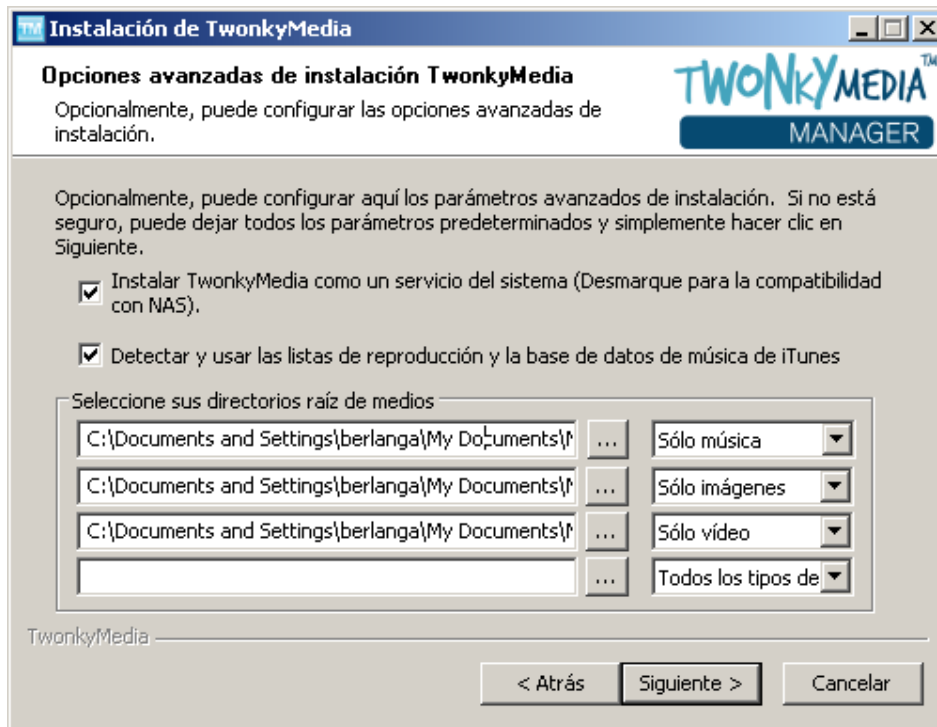 Instalación de TwonkyMedia
Opciones avanzadas de instalación TwonkyMedia
Opcionalmente, puede configurar las opciones avanzadas de
instalación.
TWONKY MEDIA™
MANAGER
Opcionalmente, puede configurar aquí los parámetros avanzados de instalación. Si no está
seguro, puede dejar todos los parámetros predeterminados y simplemente hacer clic en
Siguiente.
Instalar TwonkyMedia como un servicio del sistema (Desmarque para la compatibilidad
con NAS).
Detectar y usar las listas de reproducción y la base de datos de música de iTunes
Seleccione sus directorios raíz de medios
C:\Documents and Settings\berlanga\My Documents\M ... Sólo música
C:\Documents and Settings\berlanga\My Documents\M ... Sólo imágenes
C:\Documents and Settings\berlanga\My Documents\M ... Sólo vídeo
... Todos los tipos de
TwonkyMedia
< Atrás Siguiente > Cancelar